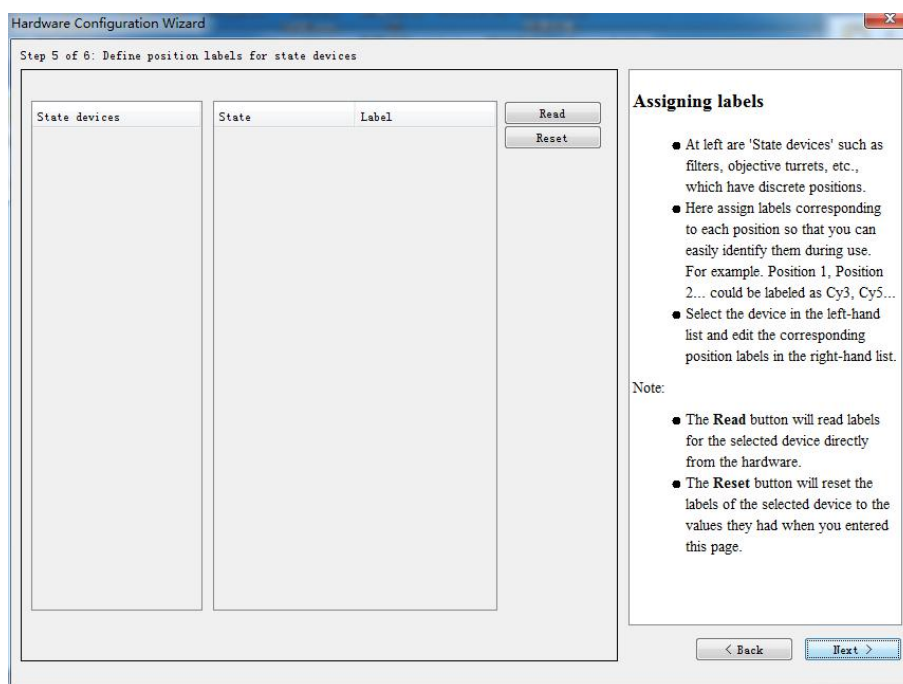 Hardware Configuration Wizard
Step 5 of 6: Define position labels for state devices
State devices
State Label
Read
Reset
Assigning labels
● At left are 'State devices' such as
filters, objective turrets, etc.,
which have discrete positions.
● Here assign labels corresponding
to each position so that you can
easily identify them during use.
For example. Position 1, Position
2... could be labeled as Cy3, Cy5...
● Select the device in the left-hand
list and edit the corresponding
position labels in the right-hand list.
Note:
● The Read button will read labels
for the selected device directly
from the hardware.
● The Reset button will reset the
labels of the selected device to the
values they had when you entered
this page.
< Back
Next >